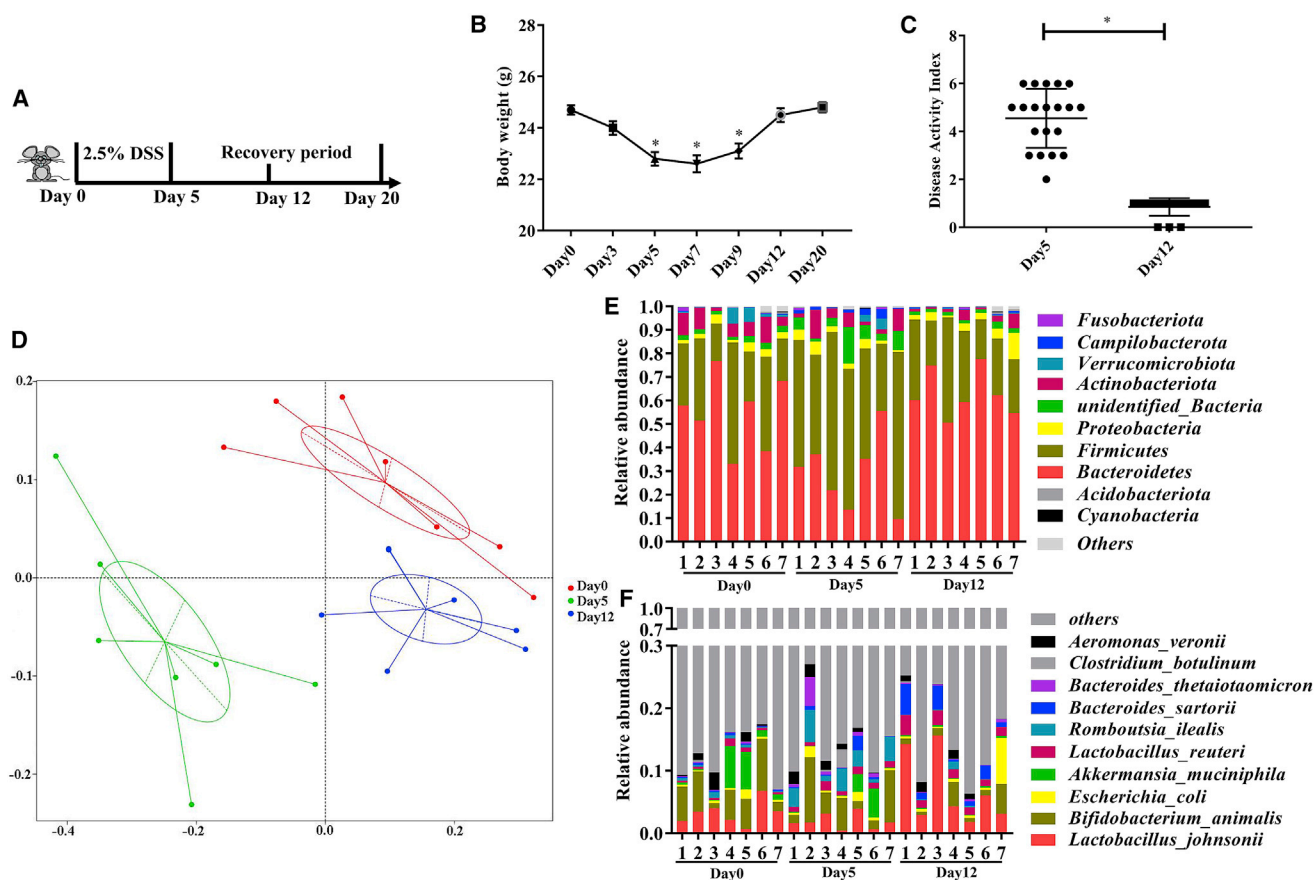 A
2.5% DSS
Recovery period
Day 0
Day 5
Day 12
Day 20
B
Body weight (g)
28
26
24
22
20
*
*
*
Day0
Day3
Day5
Day7
Day9
Day12
Day20
C
Disease Activity Index
8
6
4
2
0
*
Day5
Day12
D
0.2
0.1
0.0
-0.1
-0.2
-0.4
-0.2
0.0
0.2
Day0
Day5
Day12
E
Relative abundance
1.0
0.9
0.8
0.7
0.6
0.5
0.4
0.3
0.2
0.1
0.0
1 2 3 4 5 6 7 1 2 3 4 5 6 7 1 2 3 4 5 6 7
Day0 Day5 Day12
Fusobacteriota
Campilobacterota
Verrucomicrobiota
Actinobacteriota
unidentified_Bacteria
Proteobacteria
Firmicutes
Bacteroidetes
Acidobacteriota
Cyanobacteria
Others
F
Relative abundance
1.0
0.7
0.3
0.2
0.1
0.0
1 2 3 4 5 6 7 1 2 3 4 5 6 7 1 2 3 4 5 6 7
Day0 Day5 Day12
others
Aeromonas_veronii
Clostridium_botulinum
Bacteroides_thetaiotaomicron
Bacteroides_sartorii
Romboutsia_ilealis
Lactobacillus_reuteri
Akkermansia_muciniphila
Escherichia_coli
Bifidobacterium_animalis
Lactobacillus_johnsonii